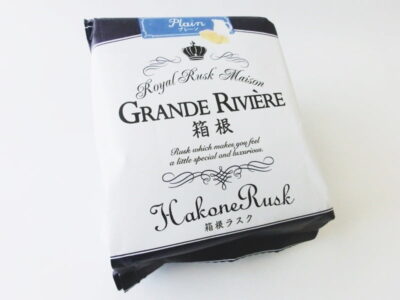 Plain
プレーン
Royal Rusk Maison
GRANDE RIVIÈRE
箱根
Rusk which makes you feel
a little special and luxurious.
HakoneRusk
箱根ラスク